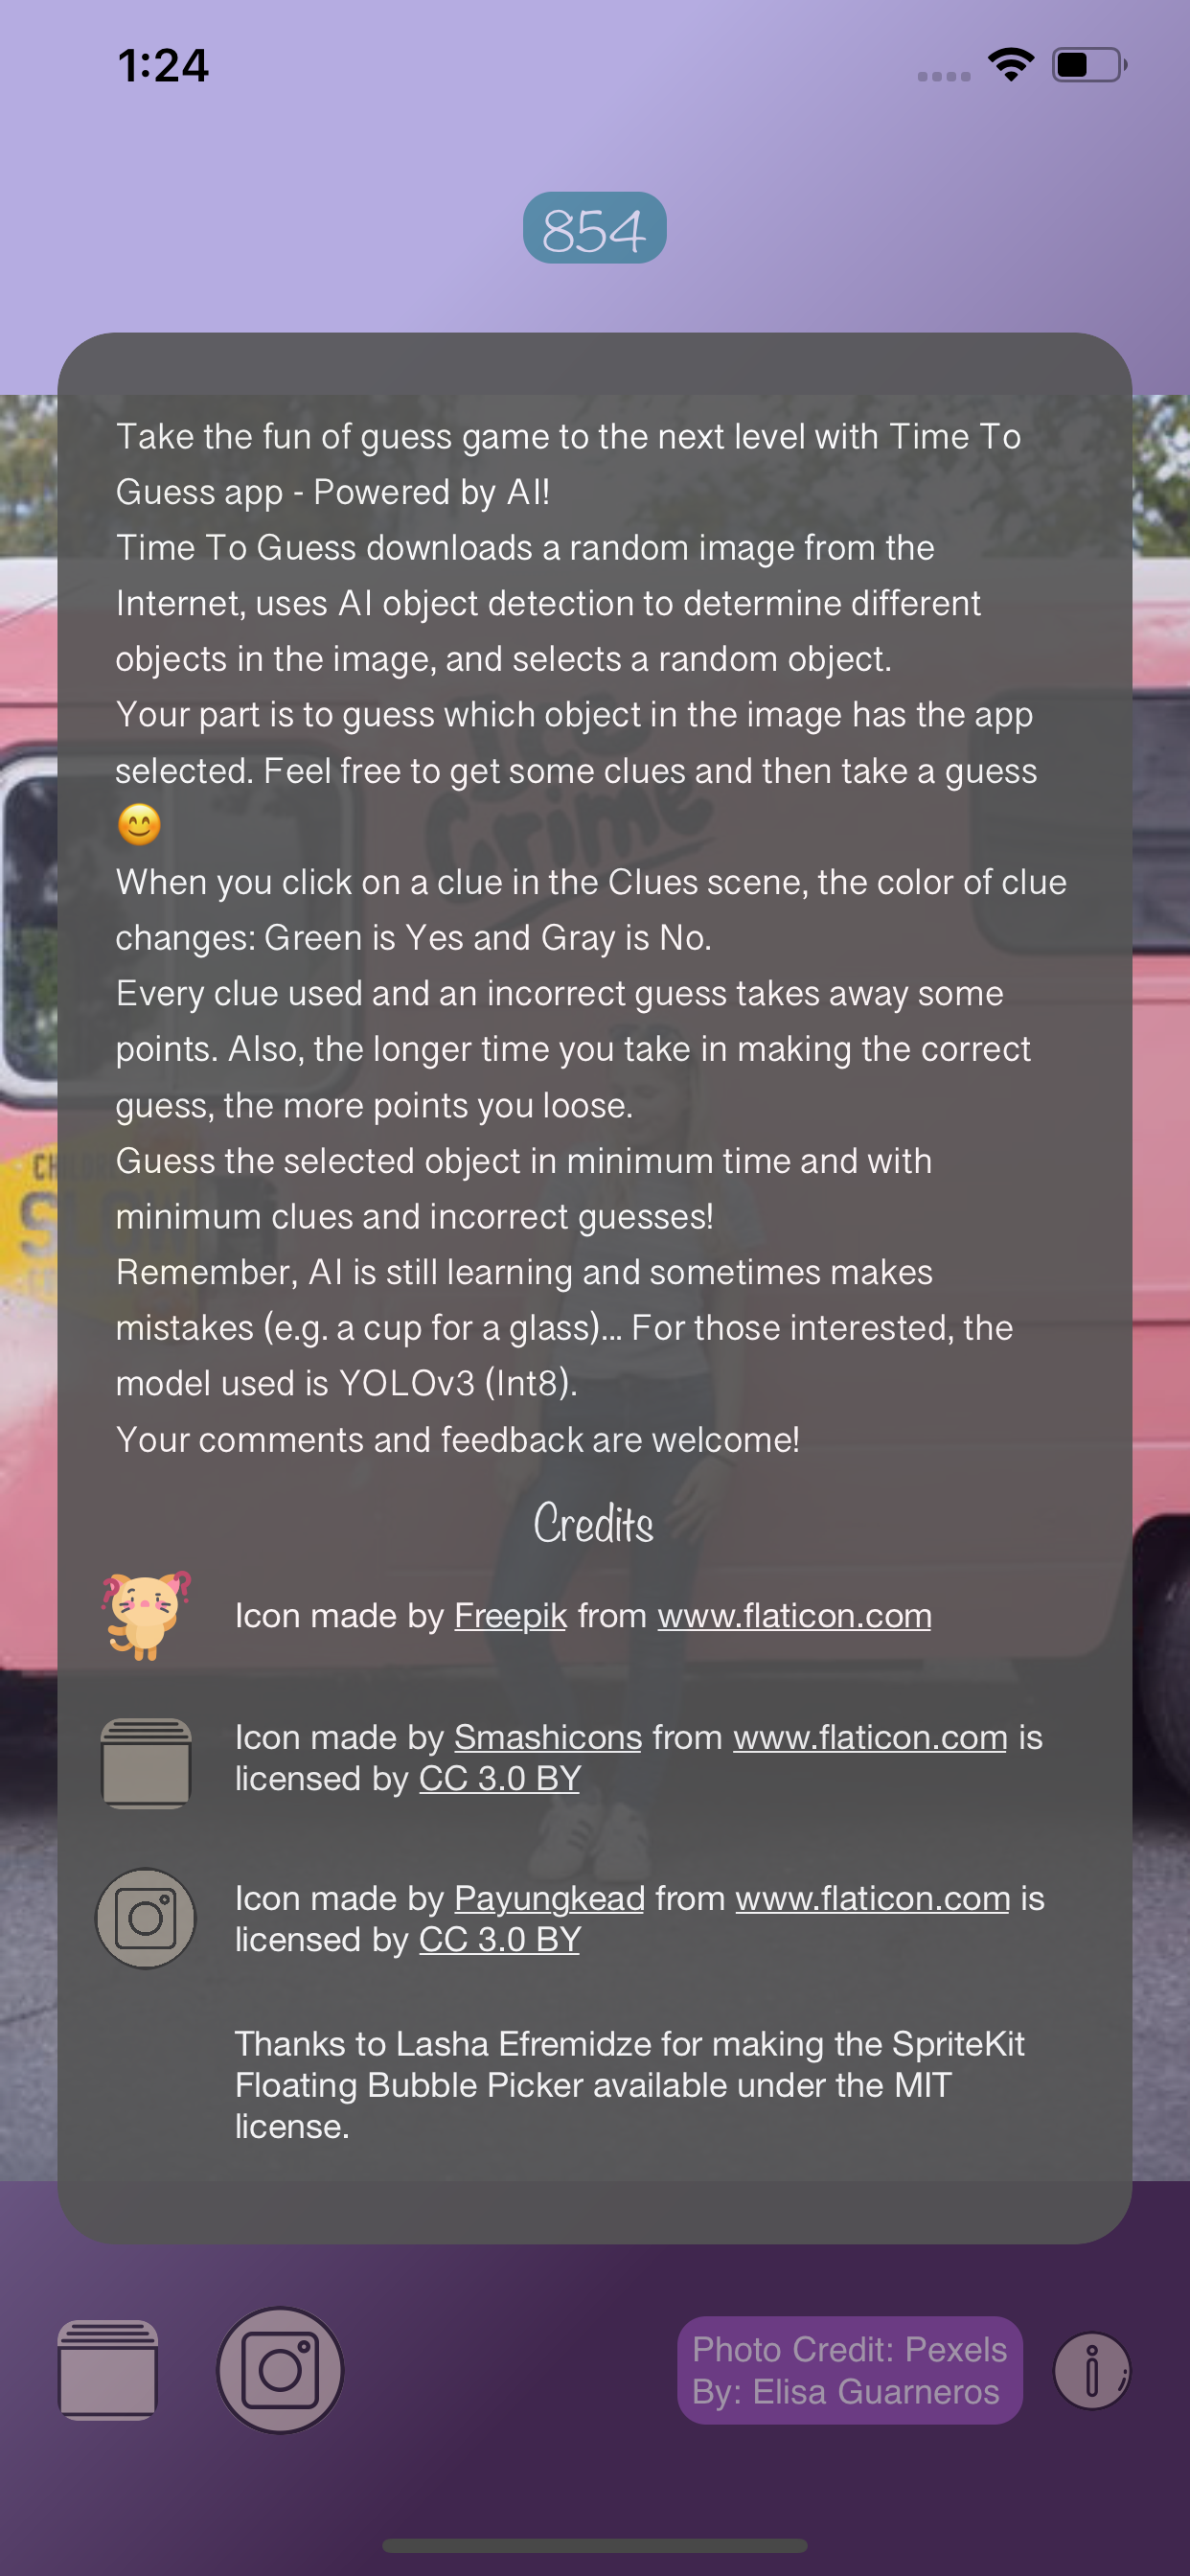 1:24
854
Take the fun of guess game to the next level with Time To
Guess app - Powered by AI!
Time To Guess downloads a random image from the
Internet, uses AI object detection to determine different
objects in the image, and selects a random object.
Your part is to guess which object in the image has the app
selected. Feel free to get some clues and then take a guess
😊
When you click on a clue in the Clues scene, the color of clue
changes: Green is Yes and Gray is No.
Every clue used and an incorrect guess takes away some
points. Also, the longer time you take in making the correct
guess, the more points you loose.
Guess the selected object in minimum time and with
minimum clues and incorrect guesses!
Remember, AI is still learning and sometimes makes
mistakes (e.g. a cup for a glass)... For those interested, the
model used is YOLOv3 (Int8).
Your comments and feedback are welcome!
Credits
Icon made by Freepik from www.flaticon.com
Icon made by Smashicons from www.flaticon.com is
licensed by CC 3.0 BY
Icon made by Payungkead from www.flaticon.com is
licensed by CC 3.0 BY
Thanks to Lasha Efremidze for making the SpriteKit
Floating Bubble Picker available under the MIT
license.
Crime
SLOW
Photo Credit: Pexels
By: Elisa Guarneros